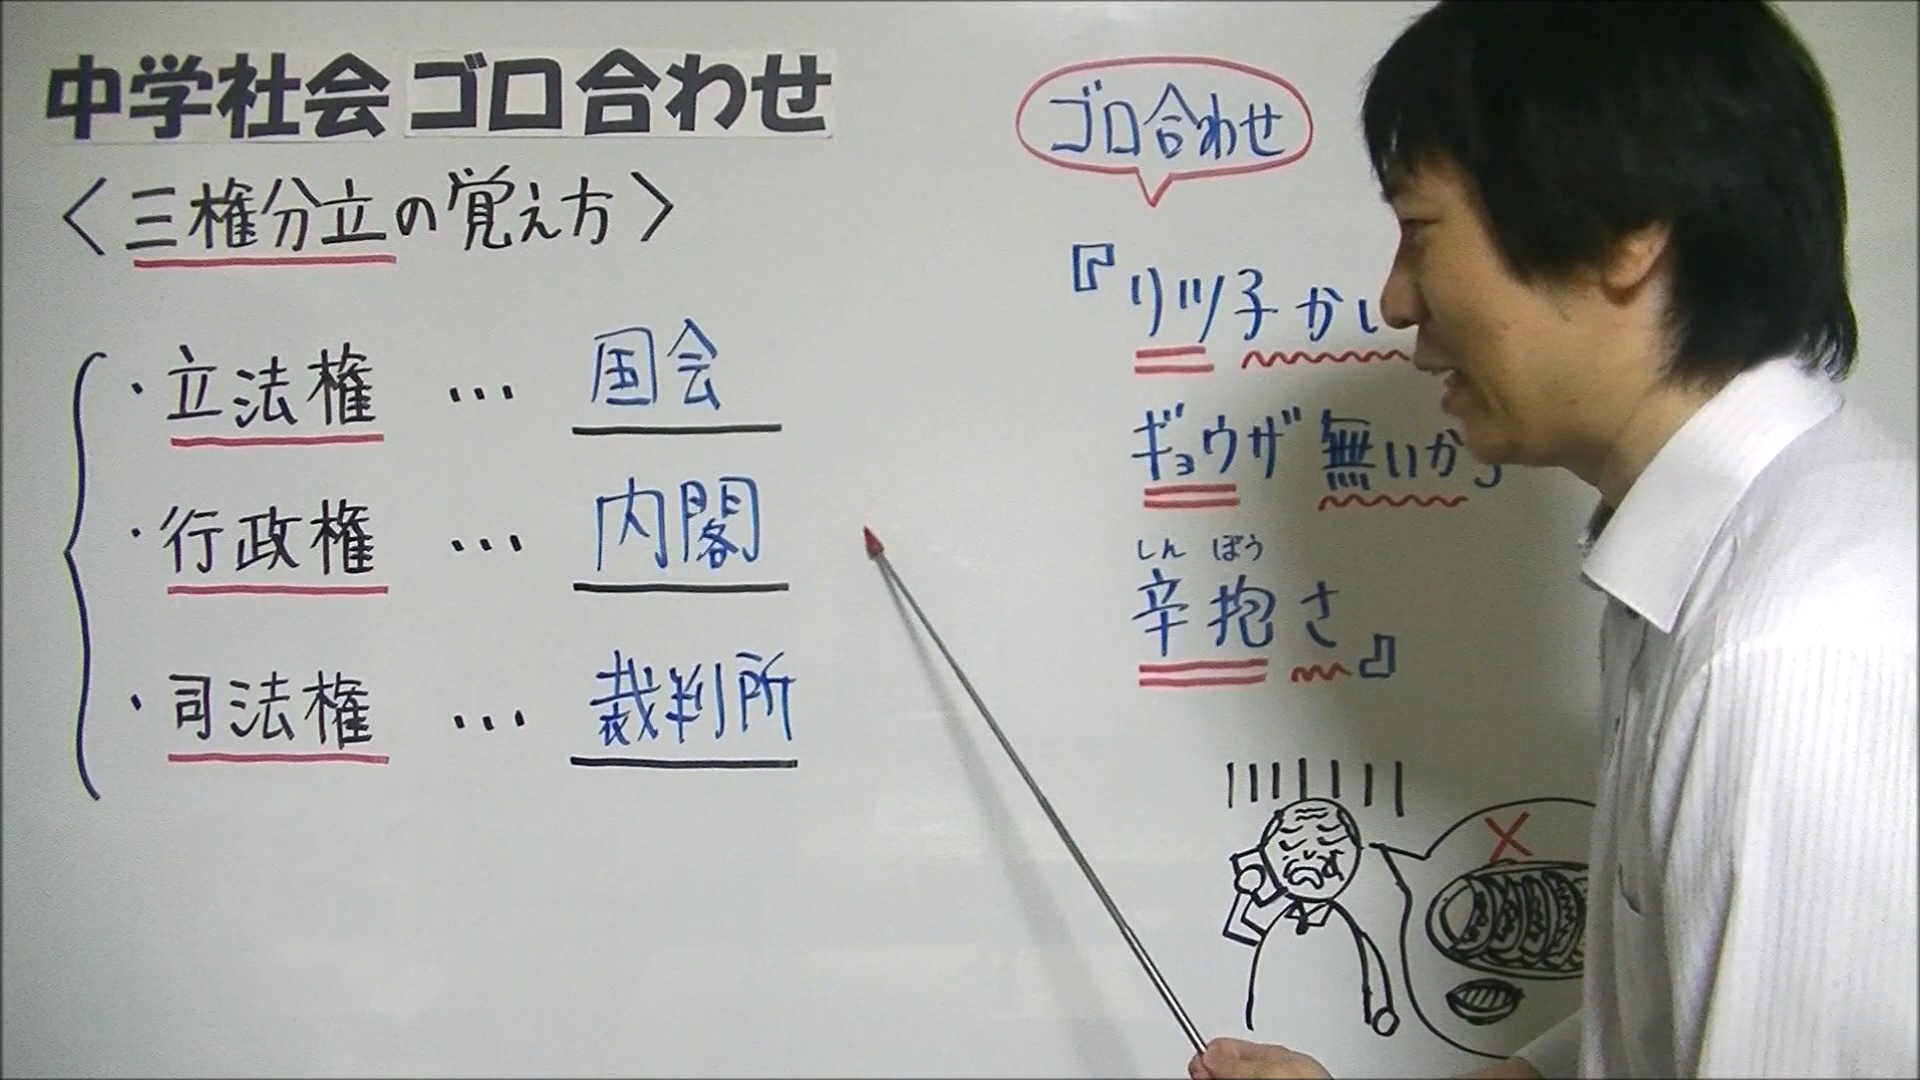 中学社会ゴロ合わせ
〈三権分立の覚え方〉
・立法権 … 国会
・行政権 … 内閣
・司法権 … 裁判所
ゴロ合わせ
『リツ子かい
ギョウザ無いか
しんぼう
辛抱さ』